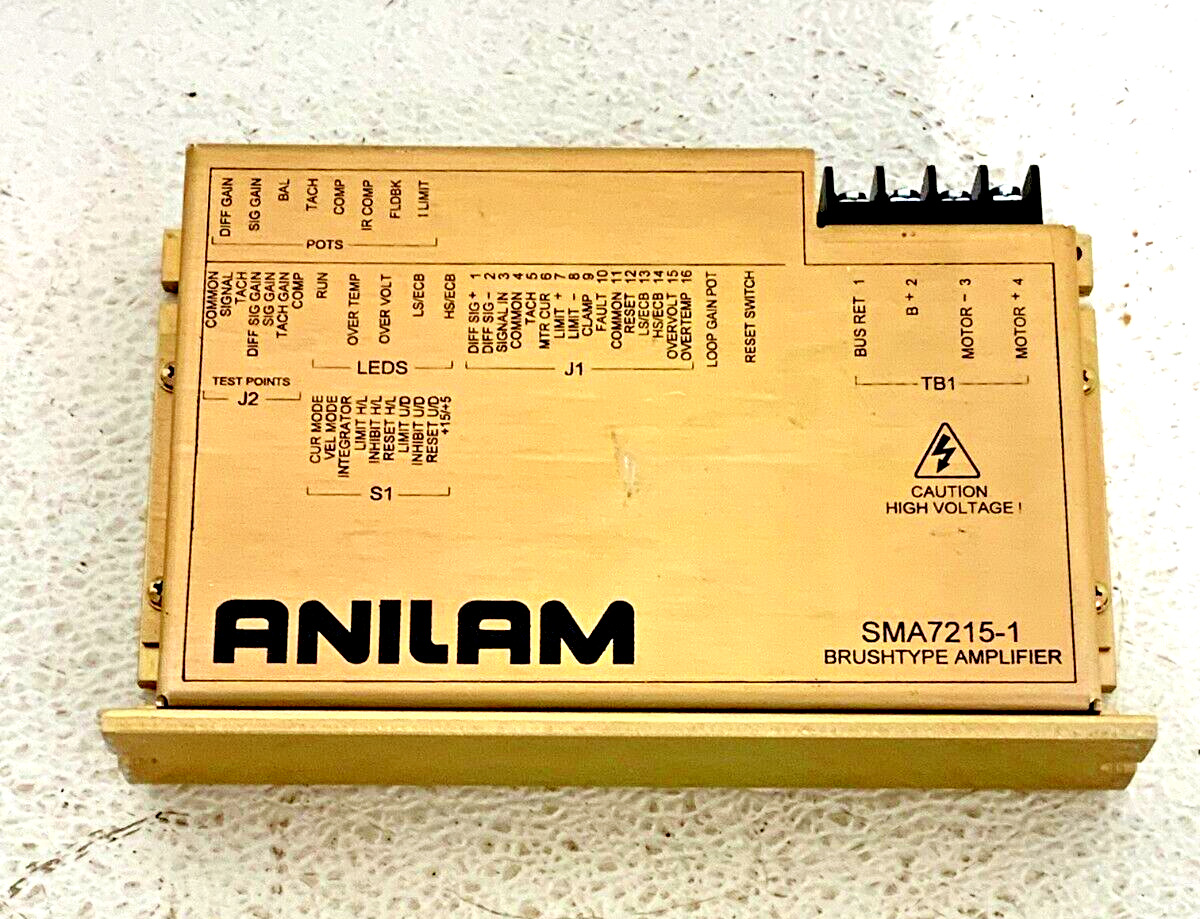 DIFF GAIN
SIG GAIN
BAL
TACH
COMP
IR COMP
FLDBK
I LIMIT
POTS
COMMON
SIGNAL
TACH
DIFF SIG GAIN
SIG GAIN
TACH GAIN
COMP
TEST POINTS
J2
RUN
OVER TEMP
OVER VOLT
LS/ECB
HS/ECB
LEDS
DIFF SIG + 1
DIFF SIG - 2
SIGNAL IN 3
COMMON 4
TACH 5
MTR CUR 6
LIMIT + 7
LIMIT - 8
CLAMP 9
FAULT 10
COMMON 11
RESET 12
LS/ECB 13
HS/ECB 14
OVERVOLT 15
OVERTEMP 16
J1
LOOP GAIN POT
RESET SWITCH
BUS RET 1
B + 2
MOTOR - 3
MOTOR + 4
TB1
CUR MODE
VEL MODE
INTEGRATOR
LIMIT H/L
INHIBIT H/L
RESET H/L
LIMIT U/D
INHIBIT U/D
RESET U/D
+15/+5
S1
CAUTION
HIGH VOLTAGE !
ANILAM
SMA7215-1
BRUSHTYPE AMPLIFIER